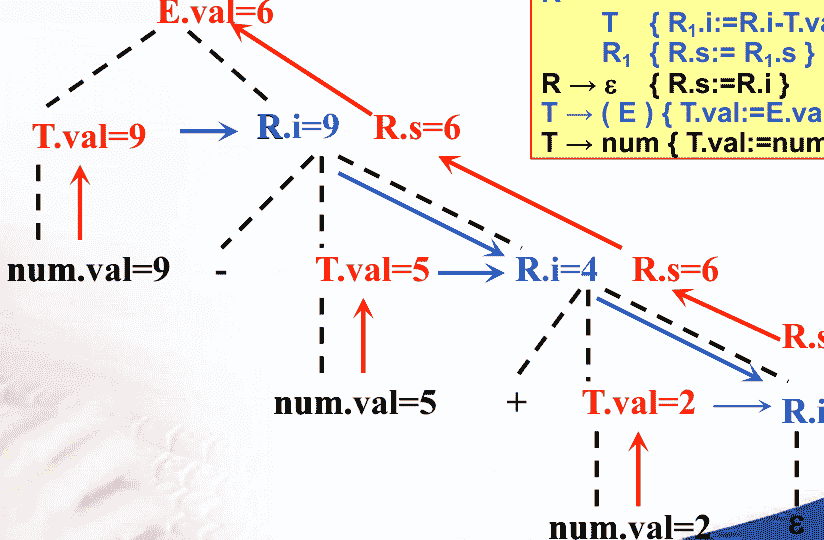 E.val=6
T { R₁.i:=R.i-T.va
R₁ { R.s:= R₁.s }
R → ε { R.s:=R.i }
T → ( E ) { T.val:=E.va
T → num { T.val:=num
T.val=9 R.i=9 R.s=6
num.val=9 - T.val=5 R.i=4 R.s=6
R.s
num.val=5 + T.val=2 R.i
num.val=2 ε